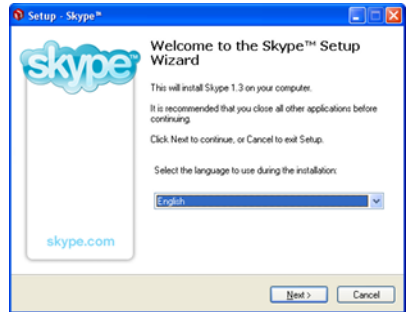 Setup - Skype™
skype
Welcome to the Skype™ Setup
Wizard
This will install Skype 1.3 on your computer.
It is recommended that you close all other applications before
continuing.
Click Next to continue, or Cancel to exit Setup.
Select the language to use during the installation:
English
skype.com
Next >
Cancel